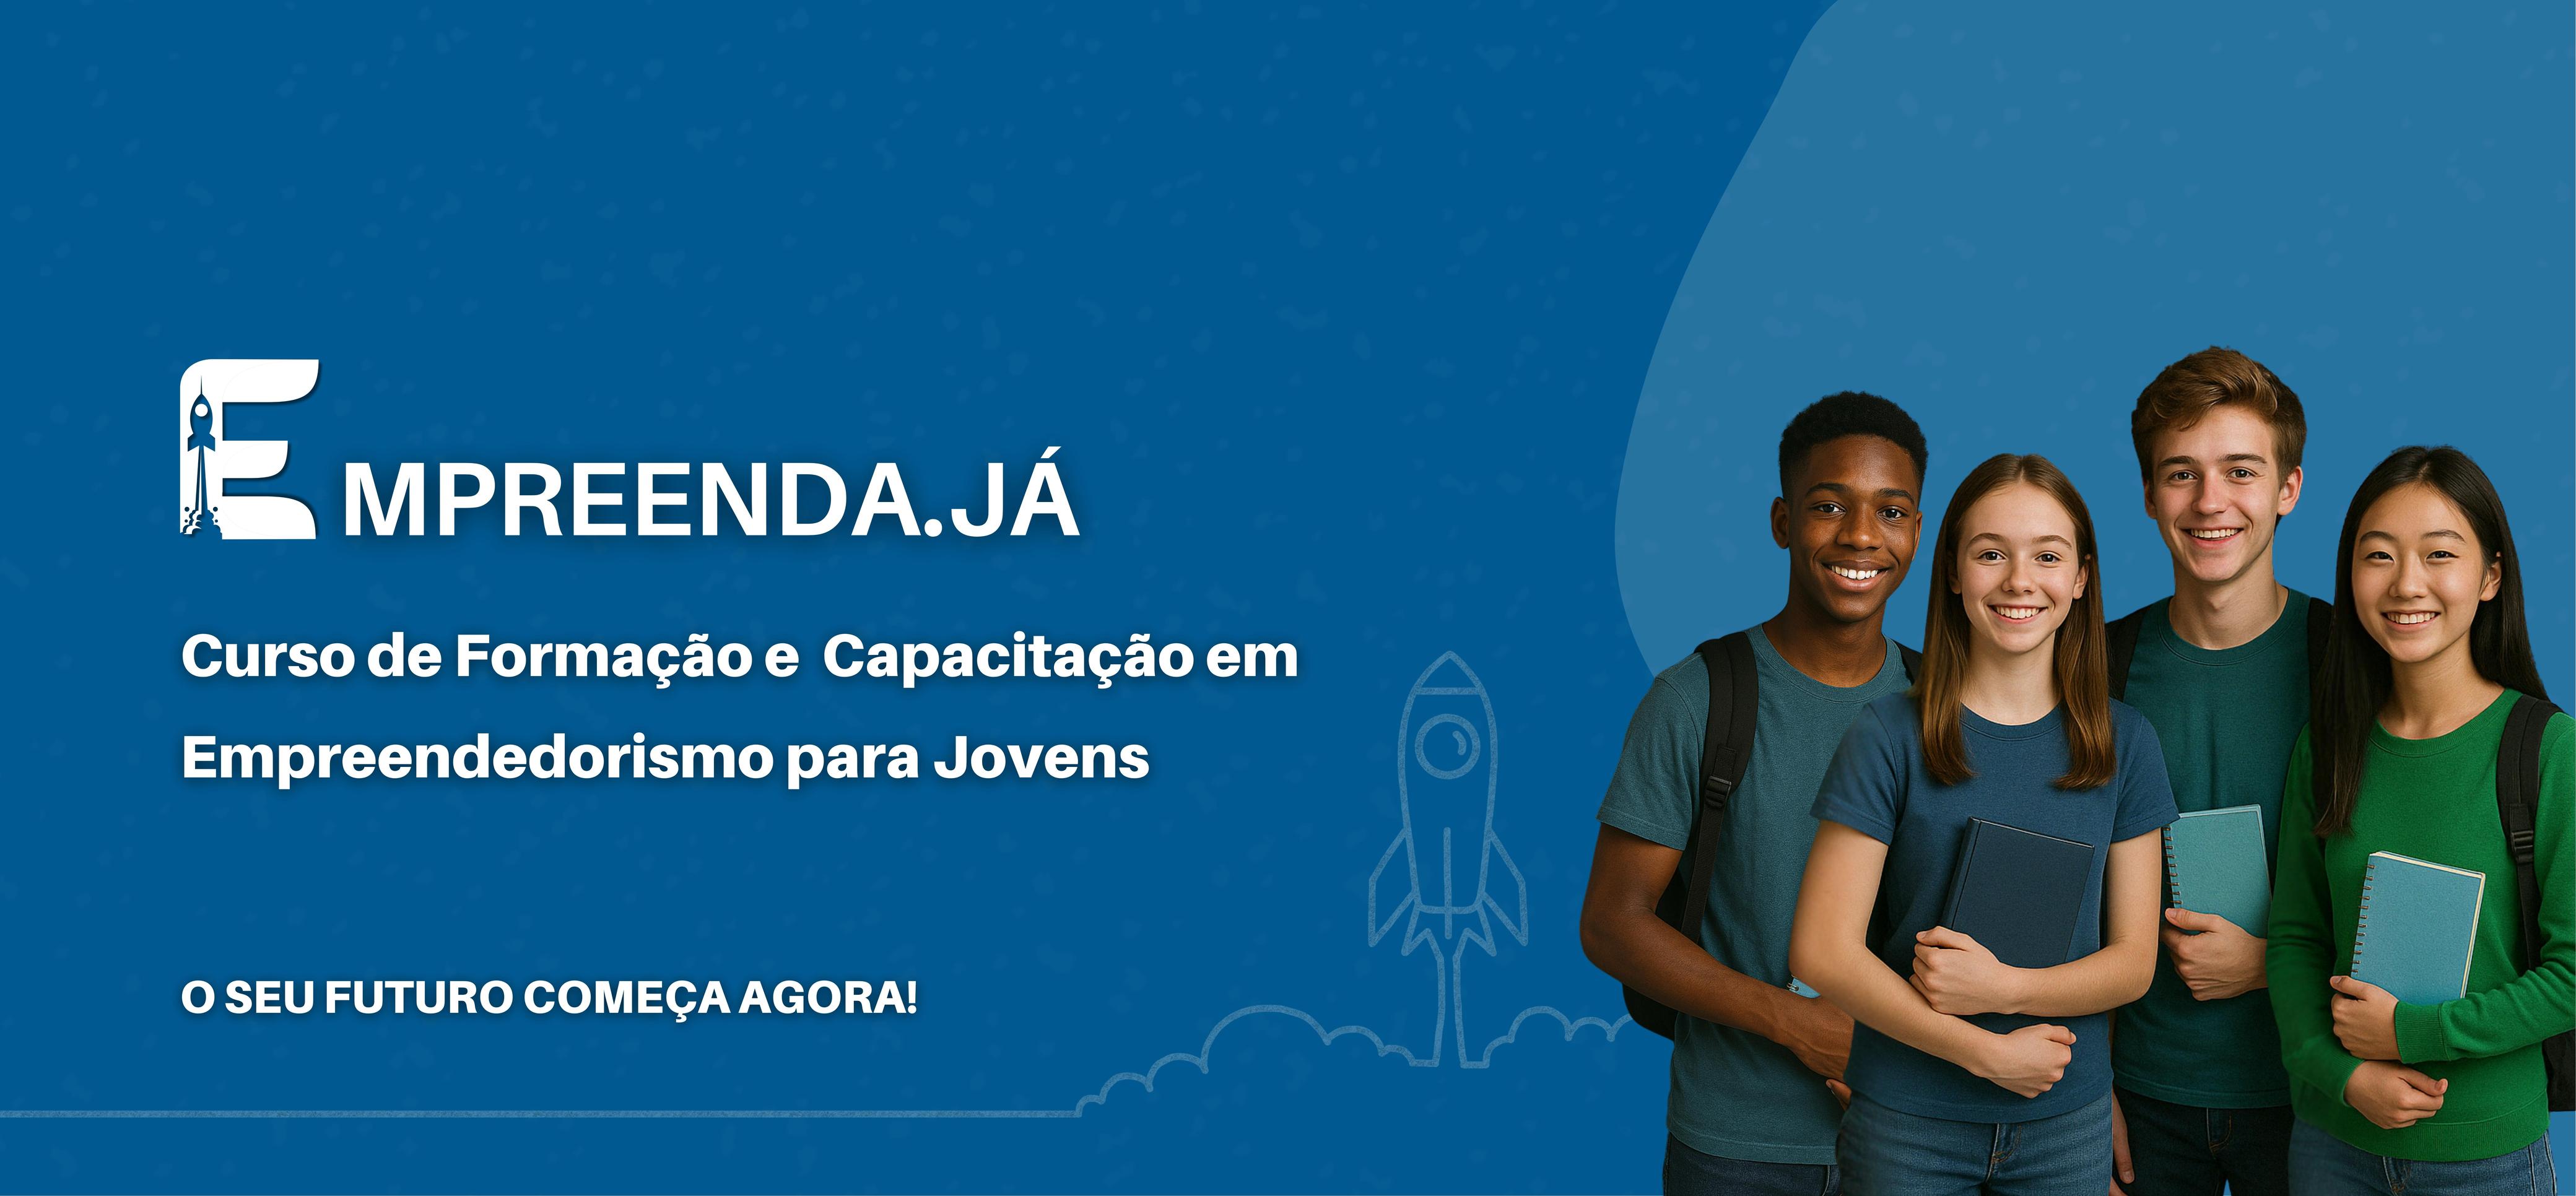 EMPREENDA.JÁ
Curso de Formação e Capacitação em
Empreendedorismo para Jovens
O SEU FUTURO COMEÇA AGORA!